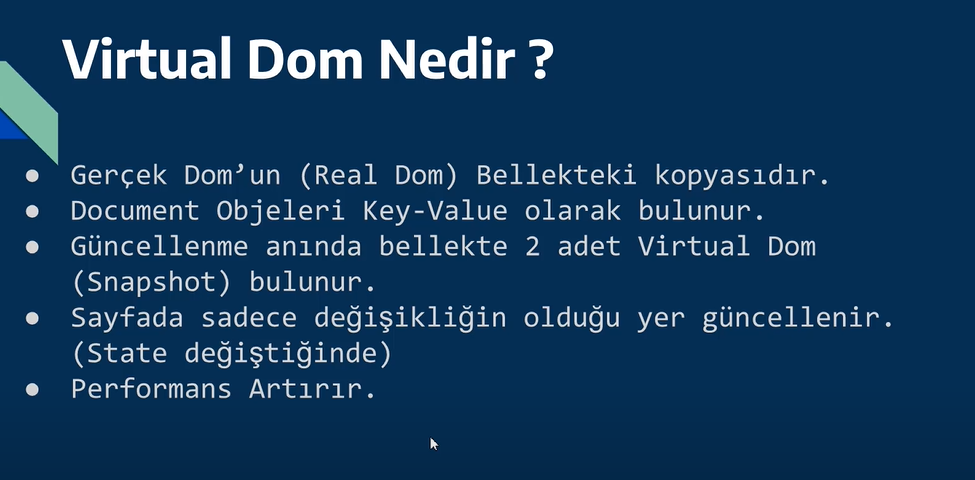 Virtual Dom Nedir ?
● Gerçek Dom’un (Real Dom) Bellekteki kopyasıdır.
● Document Objeleri Key-Value olarak bulunur.
● Güncellenme anında bellekte 2 adet Virtual Dom
(Snapshot) bulunur.
● Sayfada sadece değişikliğin olduğu yer güncellenir.
(State değiştiğinde)
● Performans Artırır.